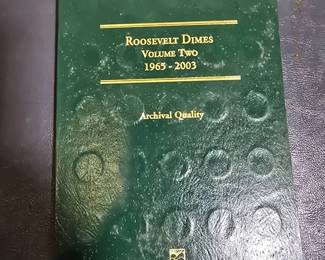 Roosevelt Dimes
Volume Two
1965 - 2003
Archival Quality